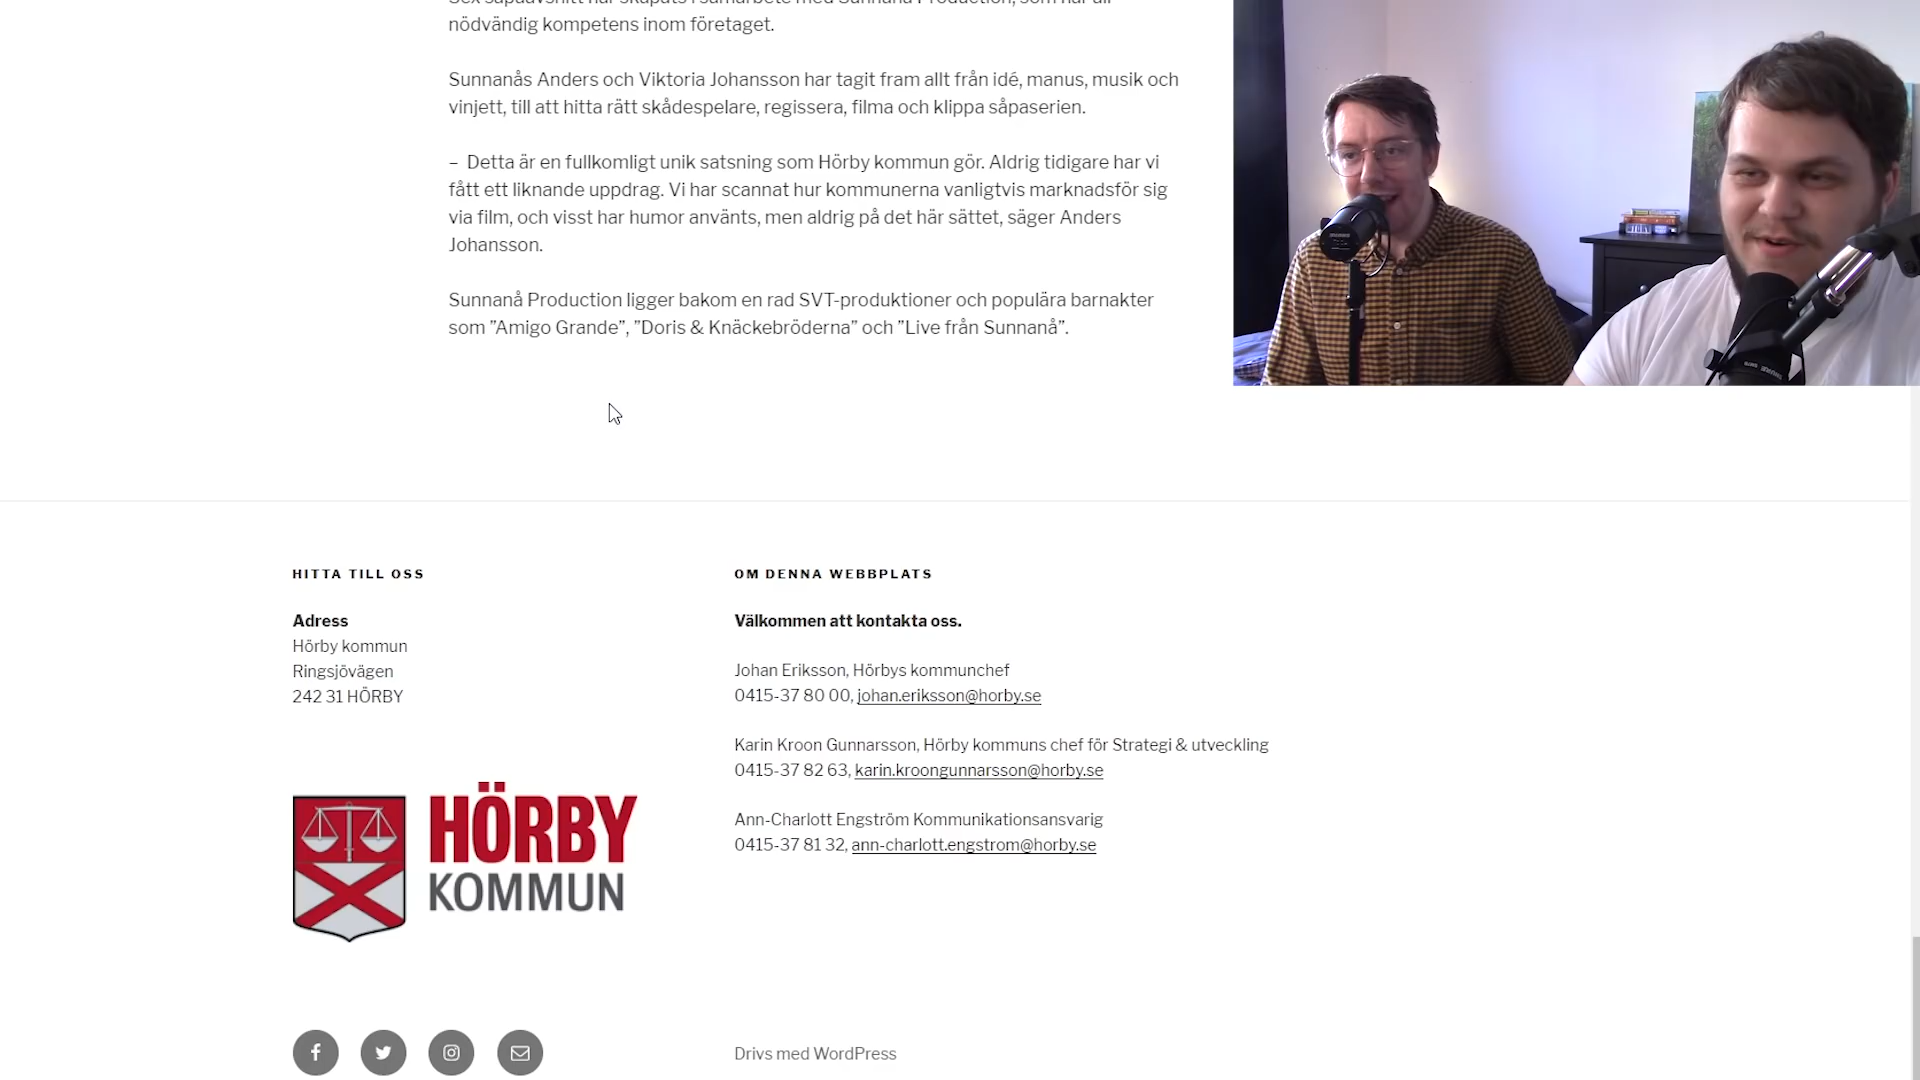 nödvändig kompetens inom företaget.
Sunnanås Anders och Viktoria Johansson har tagit fram allt från idé, manus, musik och
vinjett, till att hitta rätt skådespelare, regissera, filma och klippa såpaserien.
– Detta är en fullkomligt unik satsning som Hörby kommun gör. Aldrig tidigare har vi
fått ett liknande uppdrag. Vi har scannat hur kommunerna vanligtvis marknadsför sig
via film, och visst har humor använts, men aldrig på det här sättet, säger Anders
Johansson.
Sunnanå Production ligger bakom en rad SVT-produktioner och populära barnakter
som ”Amigo Grande”, ”Doris & Knäckebröderna” och ”Live från Sunnanå”.
HITTA TILL OSS
Adress
Hörby kommun
Ringsjövägen
242 31 HÖRBY
HÖRBY
KOMMUN
OM DENNA WEBBPLATS
Välkommen att kontakta oss.
Johan Eriksson, Hörbys kommunchef
0415-37 80 00, johan.eriksson@horby.se
Karin Kroon Gunnarsson, Hörby kommuns chef för Strategi & utveckling
0415-37 82 63, karin.kroongunnarsson@horby.se
Ann-Charlott Engström Kommunikationsansvarig
0415-37 81 32, ann-charlott.engstrom@horby.se
Drivs med WordPress